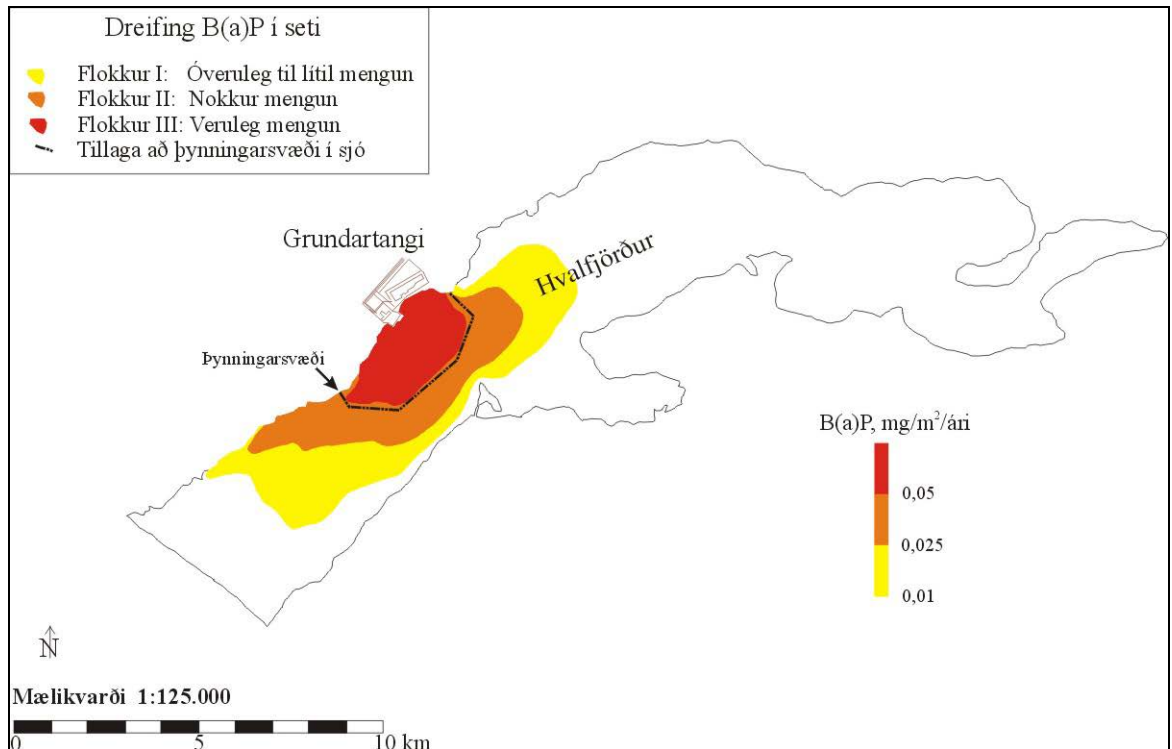 Dreifing B(a)P í seti
Flokkur I: Óveruleg til lítil mengun
Flokkur II: Nokkur mengun
Flokkur III: Veruleg mengun
Tillaga að þynningarsvæði í sjó
Grundartangi
Hvalfjörður
Þynningarsvæði
B(a)P, mg/m²/ári
0,05
0,025
0,01
N
Mælikvarði 1:125.000
0 5 10 km